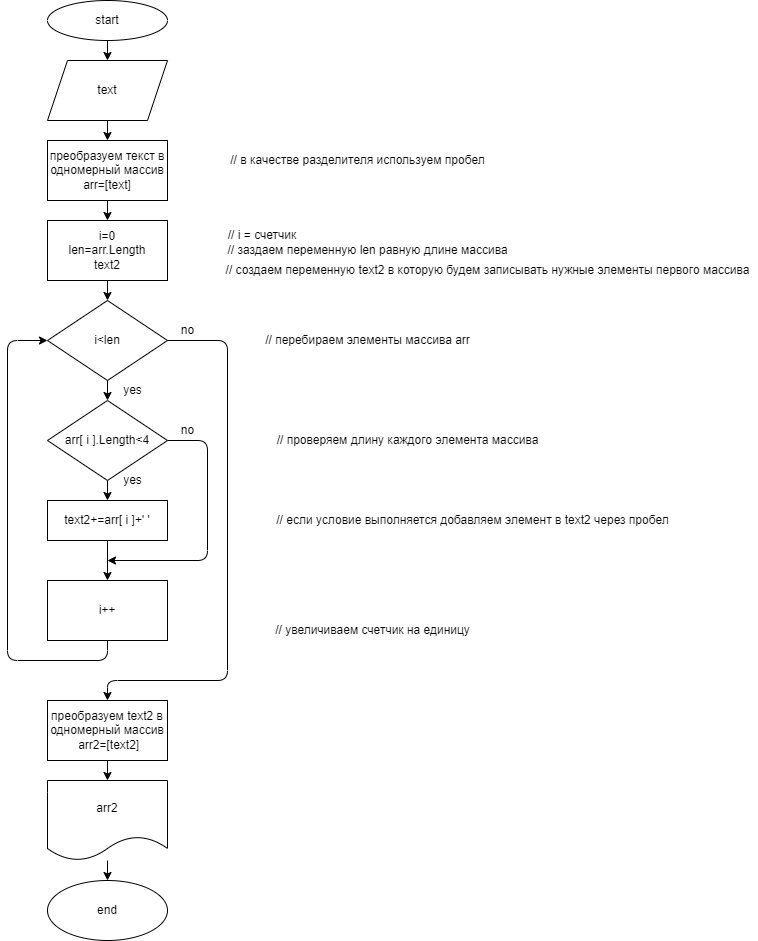 start
text
преобразуем текст в
одномерный массив
arr=[text]
// в качестве разделителя используем пробел
i=0
len=arr.Length
text2
// i = счетчик
// заздаем переменную len равную длине массива
// создаем переменную text2 в которую будем записывать нужные элементы первого массива
i<len
no
// перебираем элементы массива arr
yes
arr[ i ].Length<4
no
// проверяем длину каждого элемента массива
yes
text2+=arr[ i ]+' '
// если условие выполняется добавляем элемент в text2 через пробел
i++
// увеличиваем счетчик на единицу
преобразуем text2 в
одномерный массив
arr2=[text2]
arr2
end